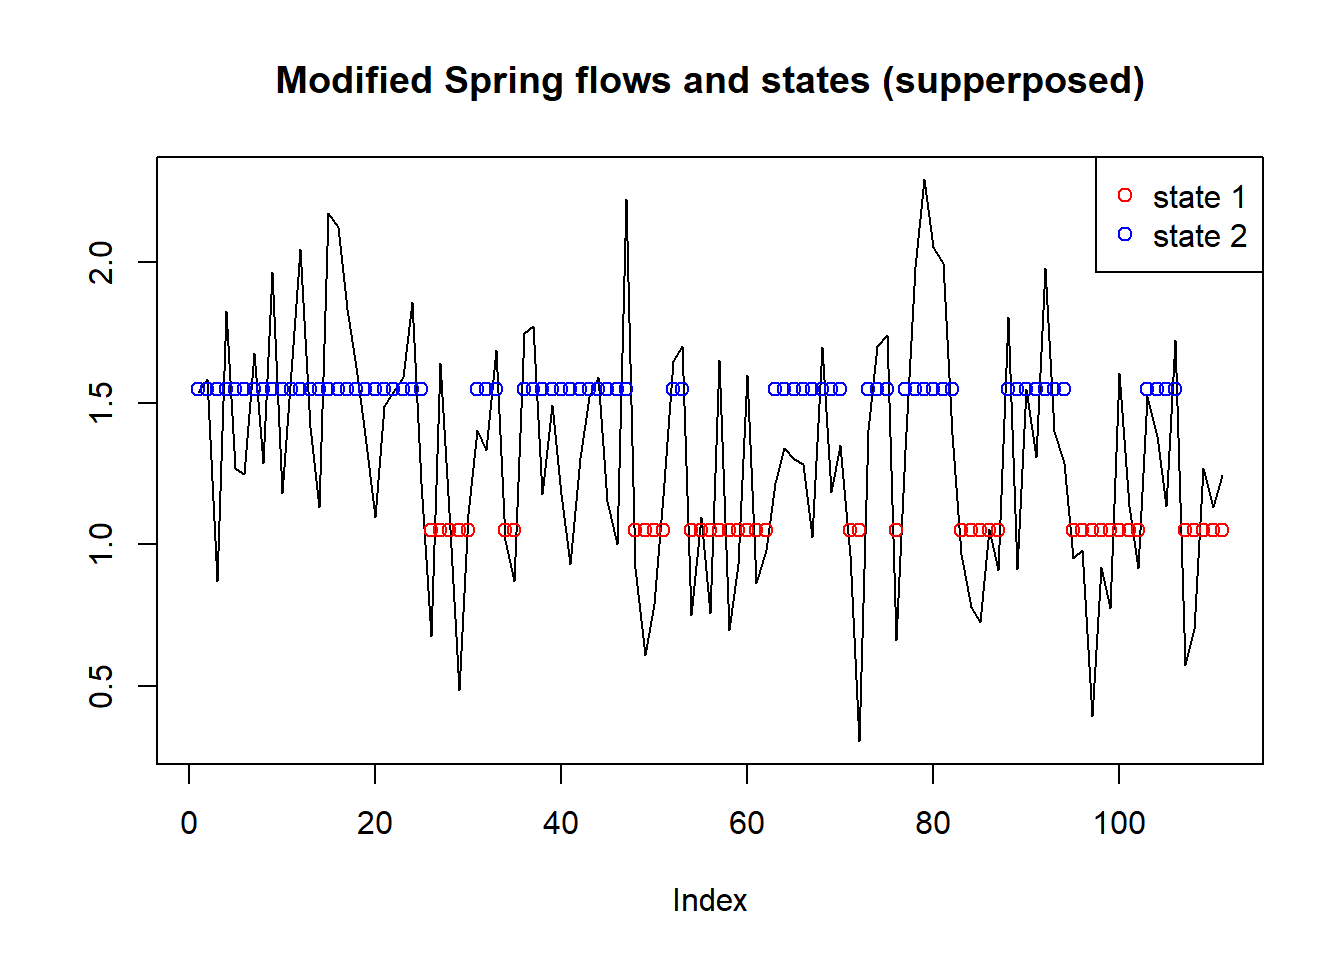 Modified Spring flows and states (supperposed)
state 1
state 2
2.0
1.5
1.0
0.5
0 20 40 60 80 100
Index